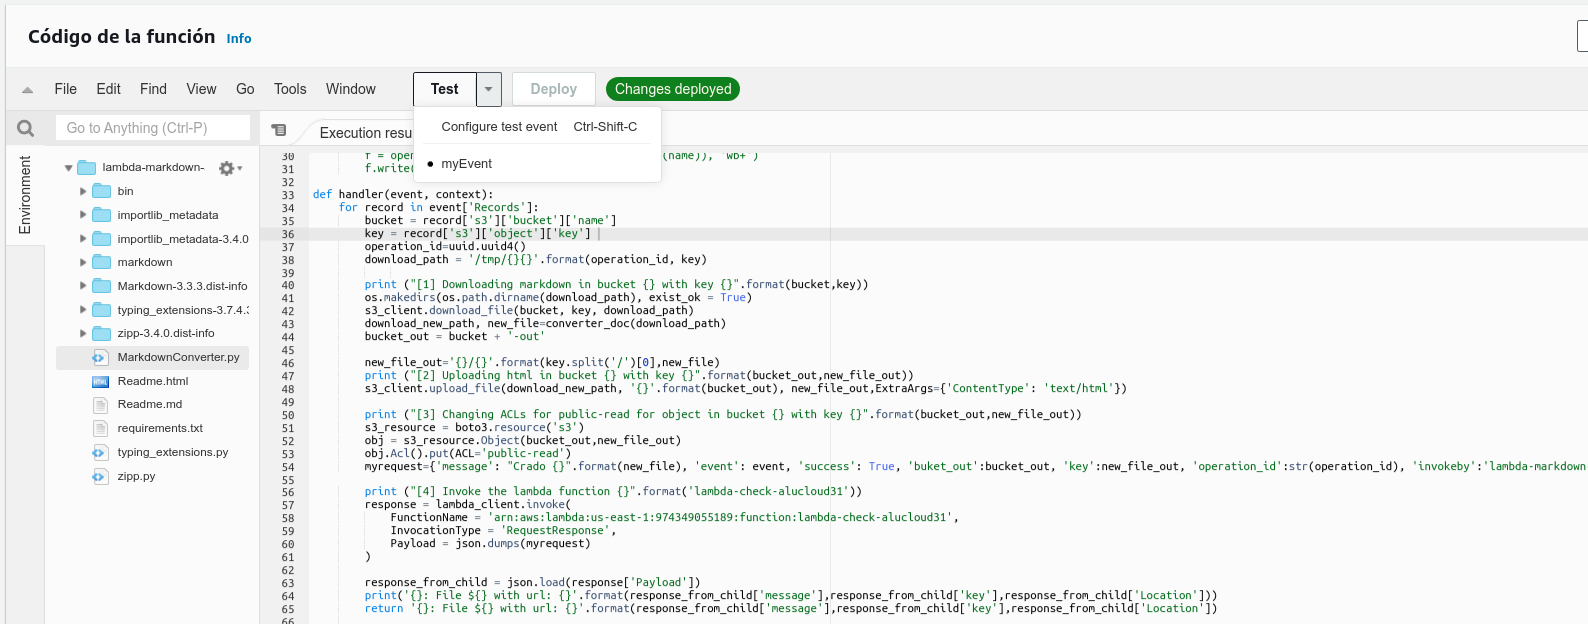 Código de la función Info
File Edit Find View Go Tools Window Test Deploy Changes deployed
Go to Anything (Ctrl-P)
Execution resu
Configure test event Ctrl-Shift-C
myEvent
Environment
lambda-markdown-
bin
importlib_metadata
importlib_metadata-3.4.0
markdown
Markdown-3.3.3.dist-info
typing_extensions-3.7.4.3
zipp-3.4.0.dist-info
MarkdownConverter.py
Readme.html
Readme.md
requirements.txt
typing_extensions.py
zipp.py
30 f = oper (name)), 'wb+')
31 f.write(
32
33 def handler(event, context):
34 for record in event['Records']:
35 bucket = record['s3']['bucket']['name']
36 key = record['s3']['object']['key']
37 operation_id=uuid.uuid4()
38 download_path = '/tmp/{}{}'.format(operation_id, key)
39
40 print ("[1] Downloading markdown in bucket {} with key {}".format(bucket,key))
41 os.makedirs(os.path.dirname(download_path), exist_ok = True)
42 s3_client.download_file(bucket, key, download_path)
43 download_new_path, new_file=converter_doc(download_path)
44 bucket_out = bucket + '-out'
45
46 new_file_out='{}/{}'.format(key.split('/')[0],new_file)
47 print ("[2] Uploading html in bucket {} with key {}".format(bucket_out,new_file_out))
48 s3_client.upload_file(download_new_path, '{}'.format(bucket_out), new_file_out,ExtraArgs={'ContentType': 'text/html'})
49
50 print ("[3] Changing ACLs for public-read for object in bucket {} with key {}".format(bucket_out,new_file_out))
51 s3_resource = boto3.resource('s3')
52 obj = s3_resource.Object(bucket_out,new_file_out)
53 obj.Acl().put(ACL='public-read')
54 myrequest={'message': "Crado {}".format(new_file), 'event': event, 'success': True, 'buket_out':bucket_out, 'key':new_file_out, 'operation_id':str(operation_id), 'invokeby':'lambda-markdown
55
56 print ("[4] Invoke the lambda function {}".format('lambda-check-alucloud31'))
57 response = lambda_client.invoke(
58 FunctionName = 'arn:aws:lambda:us-east-1:974349055189:function:lambda-check-alucloud31',
59 InvocationType = 'RequestResponse',
60 Payload = json.dumps(myrequest)
61 )
62
63 response_from_child = json.load(response['Payload'])
64 print('{}: File ${} with url: {}'.format(response_from_child['message'],response_from_child['key'],response_from_child['Location']))
65 return '{}: File ${} with url: {}'.format(response_from_child['message'],response_from_child['key'],response_from_child['Location'])
66